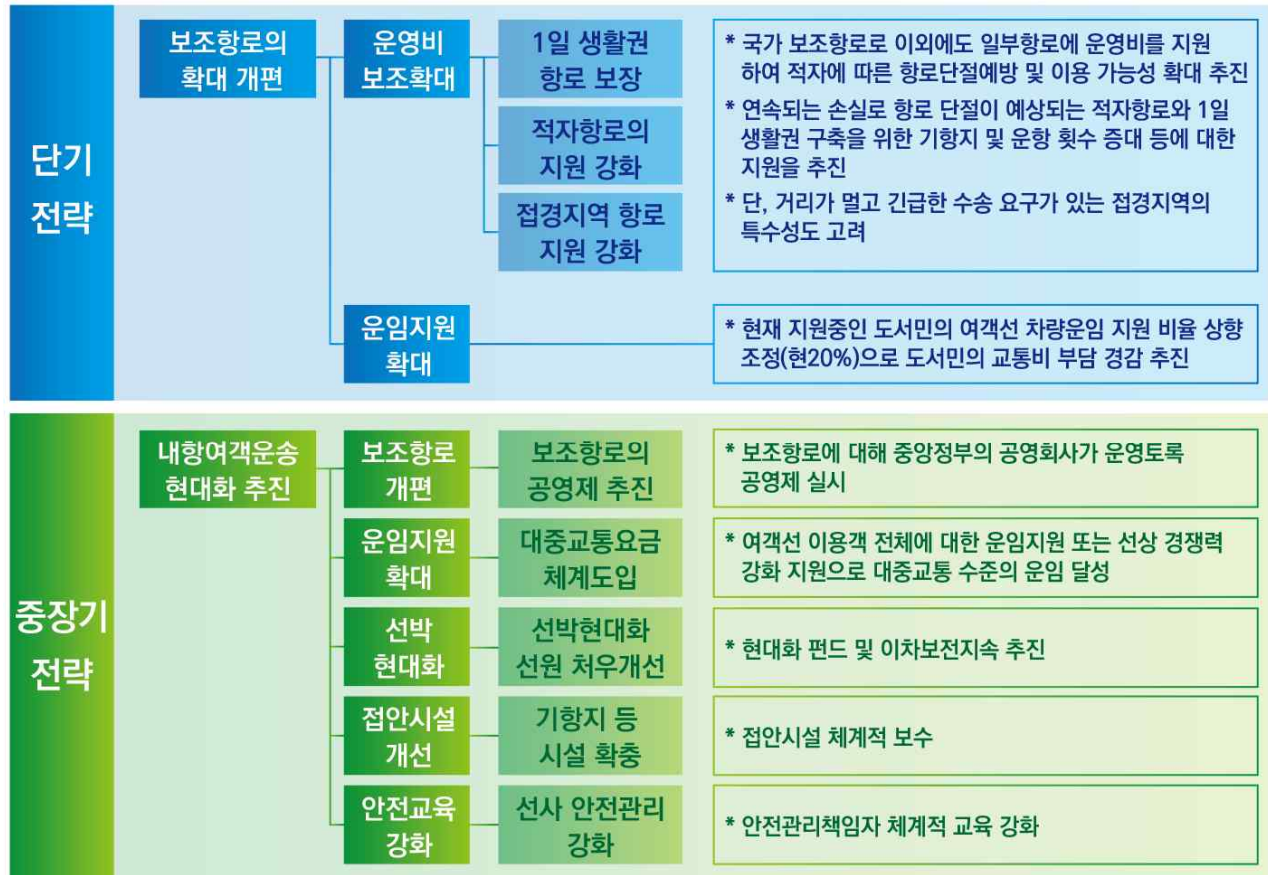 단기
전략
보조항로의
확대 개편
운영비
보조확대
1일 생활권
항로 보장
적자항로의
지원 강화
접경지역 항로
지원 강화
* 국가 보조항로로 이외에도 일부항로에 운영비를 지원
하여 적자에 따른 항로단절예방 및 이용 가능성 확대 추진
* 연속되는 손실로 항로 단절이 예상되는 적자항로와 1일
생활권 구축을 위한 기항지 및 운항 횟수 증대 등에 대한
지원을 추진
* 단, 거리가 멀고 긴급한 수송 요구가 있는 접경지역의
특수성도 고려
운임지원
확대
* 현재 지원중인 도서민의 여객선 차량운임 지원 비율 상향
조정(현20%)으로 도서민의 교통비 부담 경감 추진
중장기
전략
내항여객운송
현대화 추진
보조항로
개편
보조항로의
공영제 추진
* 보조항로에 대해 중앙정부의 공영회사가 운영토록
공영제 실시
운임지원
확대
대중교통요금
체계도입
* 여객선 이용객 전체에 대한 운임지원 또는 선상 경쟁력
강화 지원으로 대중교통 수준의 운임 달성
선박
현대화
선박현대화
선원 처우개선
* 현대화 펀드 및 이차보전지속 추진
접안시설
개선
기항지 등
시설 확충
* 접안시설 체계적 보수
안전교육
강화
선사 안전관리
강화
* 안전관리책임자 체계적 교육 강화